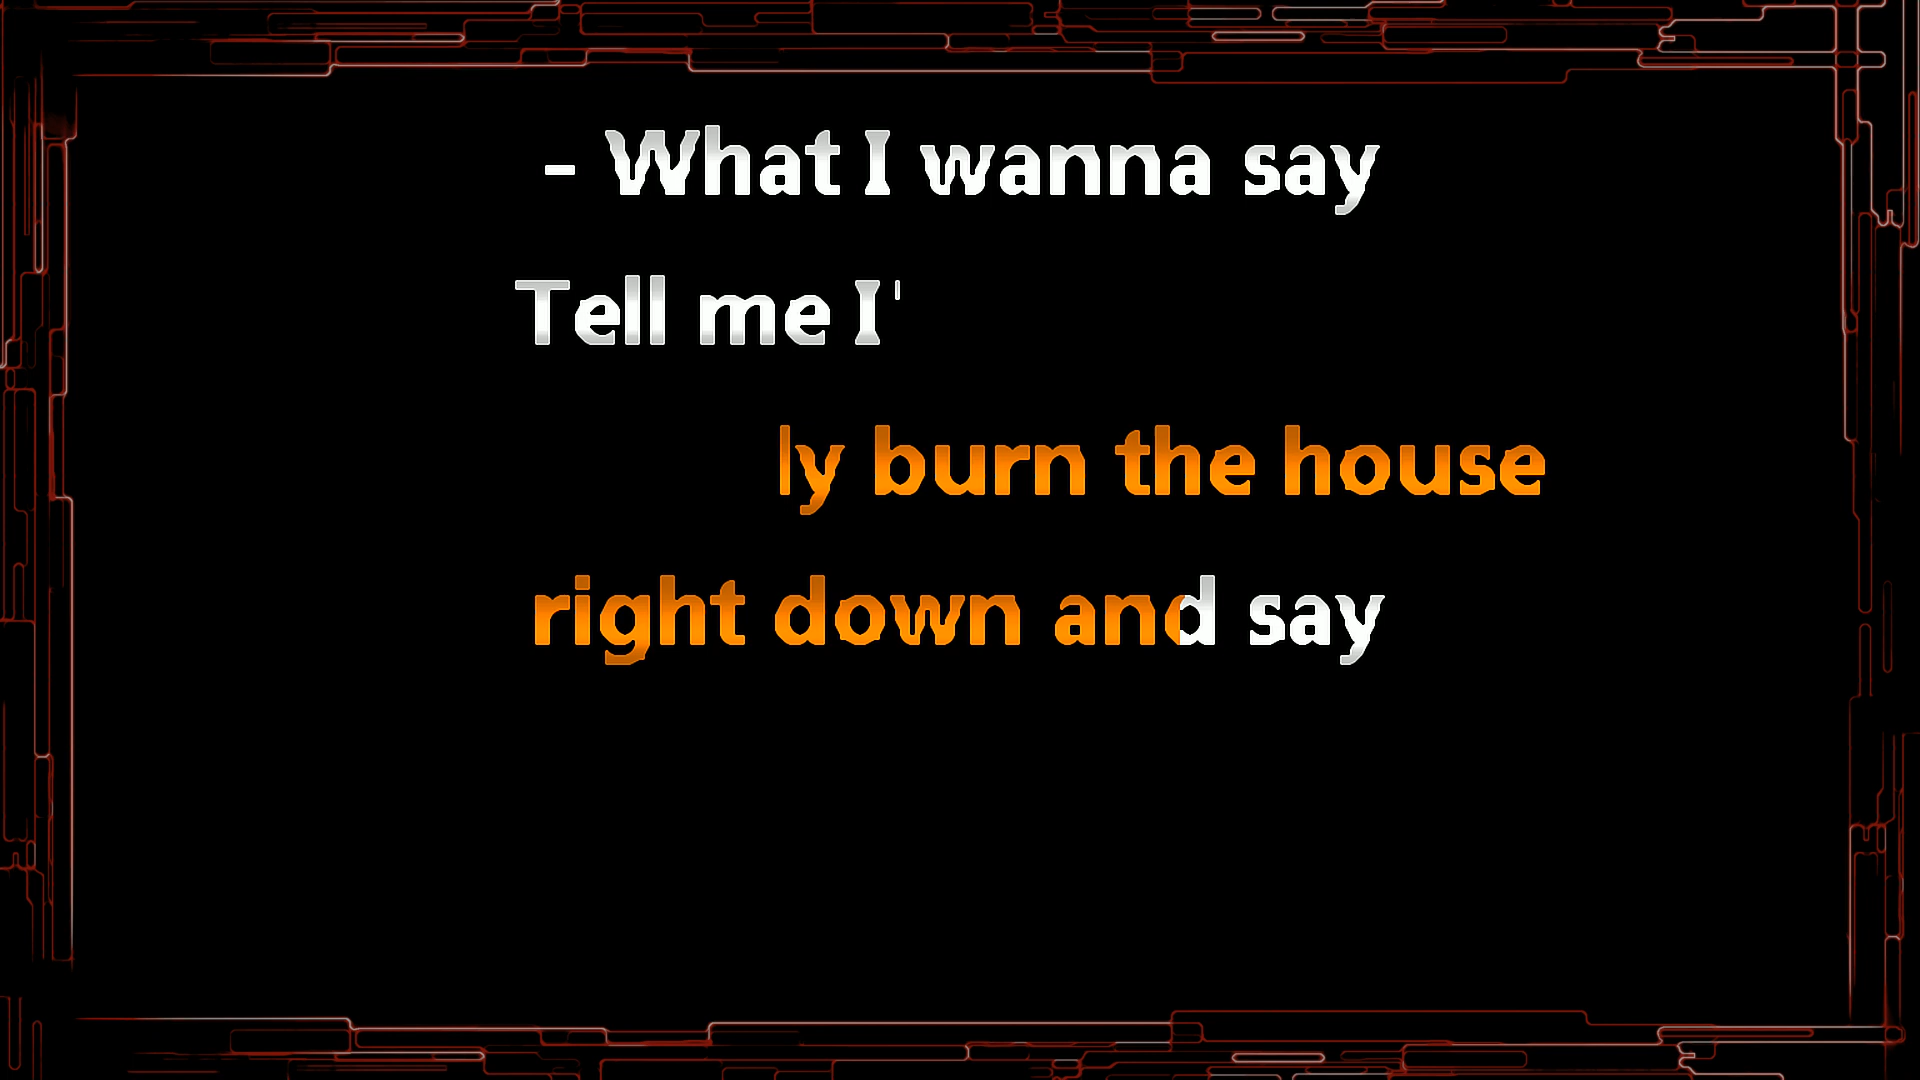 - What I wanna say
Tell me I'
ly burn the house
right down and say